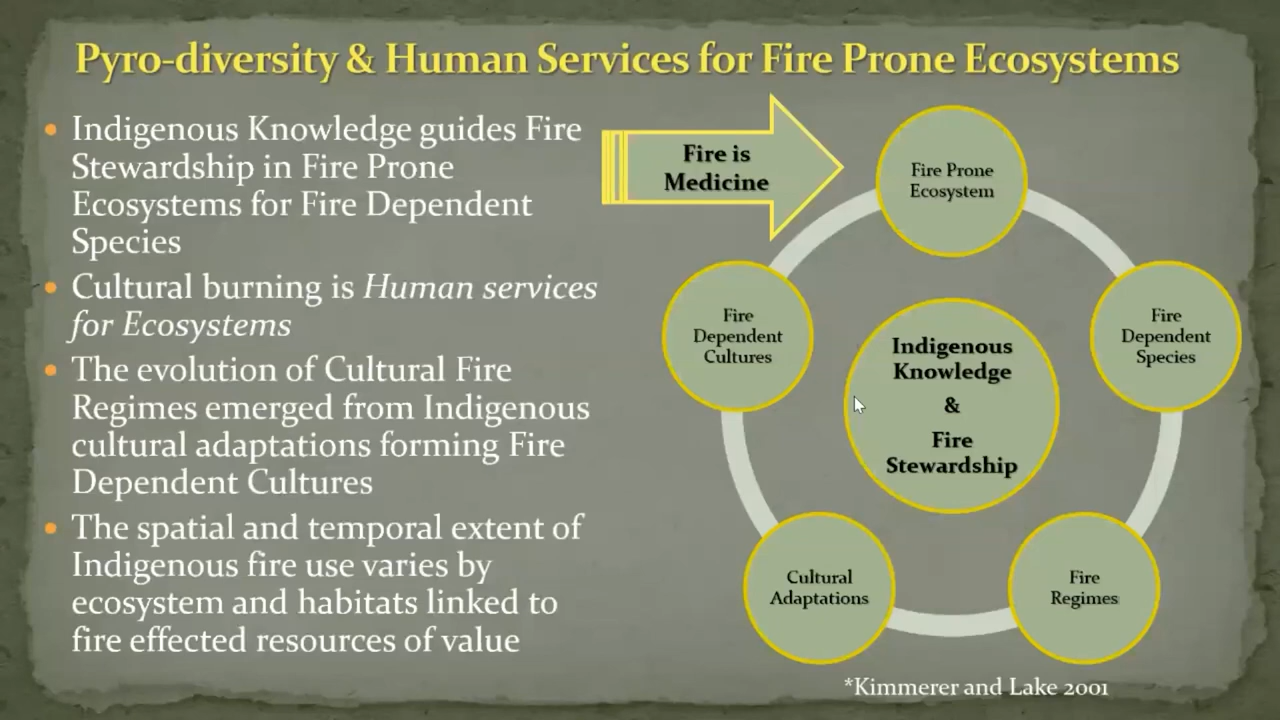 Pyro-diversity & Human Services for Fire Prone Ecosystems
• Indigenous Knowledge guides Fire
Stewardship in Fire Prone
Ecosystems for Fire Dependent
Species
• Cultural burning is Human services
for Ecosystems
• The evolution of Cultural Fire
Regimes emerged from Indigenous
cultural adaptations forming Fire
Dependent Cultures
• The spatial and temporal extent of
Indigenous fire use varies by
ecosystem and habitats linked to
fire effected resources of value
Fire is
Medicine
Fire Prone
Ecosystem
Fire
Dependent
Species
Fire
Regimes
Cultural
Adaptations
Fire
Dependent
Cultures
Indigenous
Knowledge
&
Fire
Stewardship
*Kimmerer and Lake 2001